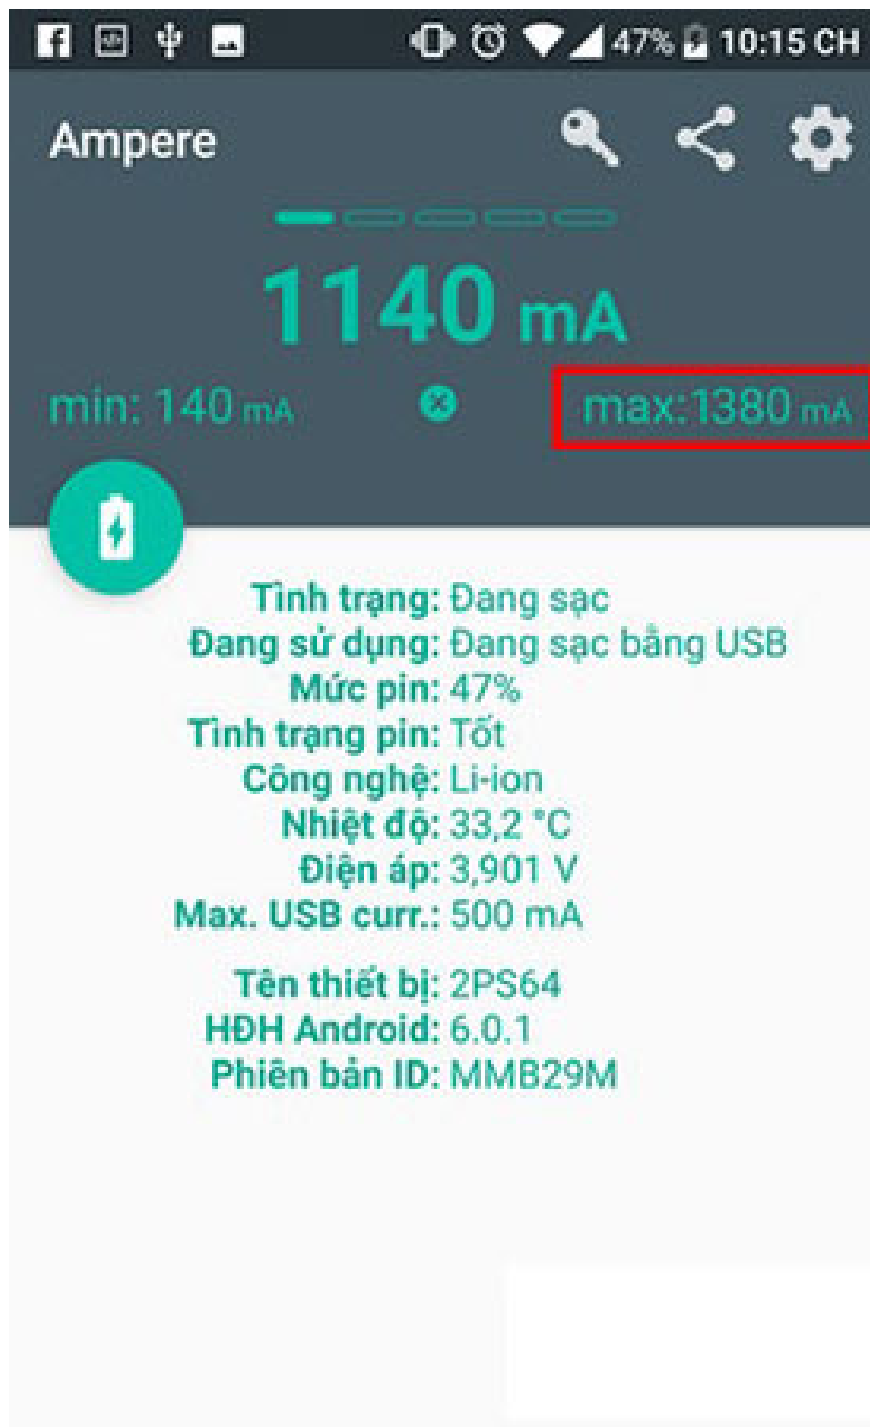 47% 10:15 CH
Ampere
1140 mA
min: 140 mA max:1380 mA
Tình trạng: Đang sạc
Đang sử dụng: Đang sạc bằng USB
Mức pin: 47%
Tình trạng pin: Tốt
Công nghệ: Li-ion
Nhiệt độ: 33,2 °C
Điện áp: 3,901 V
Max. USB curr.: 500 mA
Tên thiết bị: 2PS64
HĐH Android: 6.0.1
Phiên bản ID: MMB29M